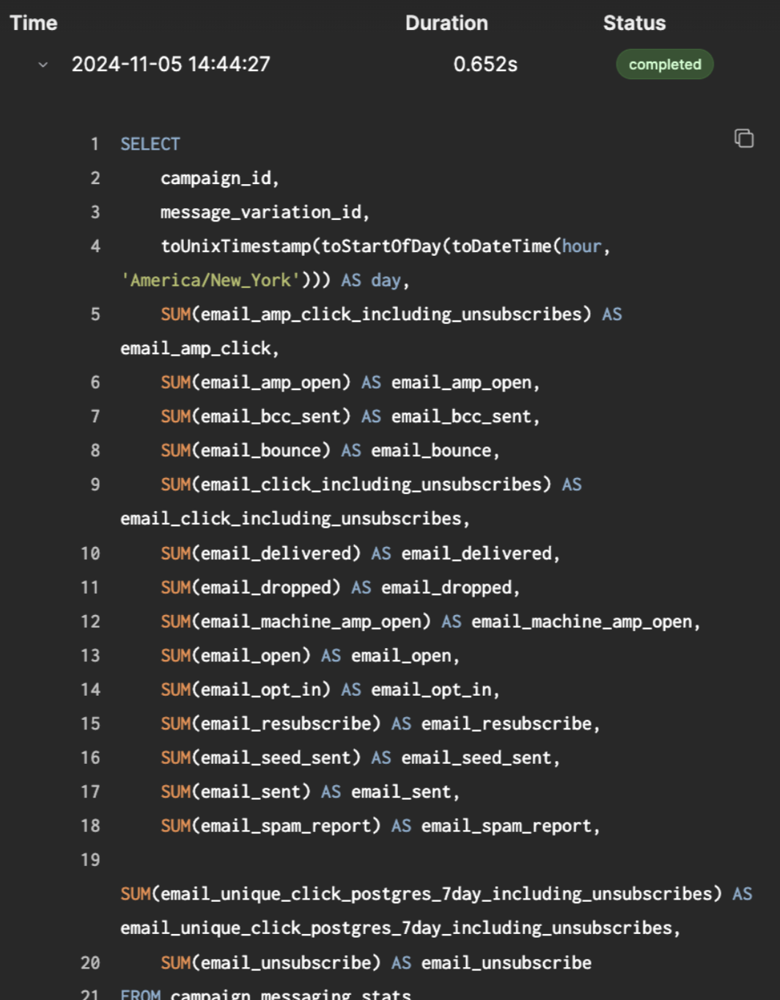 Time Duration Status
2024-11-05 14:44:27 0.652s completed
1 SELECT
2 campaign_id,
3 message_variation_id,
4 toUnixTimestamp(toStartOfDay(toDateTime(hour,
'America/New_York'))) AS day,
5 SUM(email_amp_click_including_unsubscribes) AS
email_amp_click,
6 SUM(email_amp_open) AS email_amp_open,
7 SUM(email_bcc_sent) AS email_bcc_sent,
8 SUM(email_bounce) AS email_bounce,
9 SUM(email_click_including_unsubscribes) AS
email_click_including_unsubscribes,
10 SUM(email_delivered) AS email_delivered,
11 SUM(email_dropped) AS email_dropped,
12 SUM(email_machine_amp_open) AS email_machine_amp_open,
13 SUM(email_open) AS email_open,
14 SUM(email_opt_in) AS email_opt_in,
15 SUM(email_resubscribe) AS email_resubscribe,
16 SUM(email_seed_sent) AS email_seed_sent,
17 SUM(email_sent) AS email_sent,
18 SUM(email_spam_report) AS email_spam_report,
19
SUM(email_unique_click_postgres_7day_including_unsubscribes) AS
email_unique_click_postgres_7day_including_unsubscribes,
20 SUM(email_unsubscribe) AS email_unsubscribe
21 FROM campaign_messaging_stats